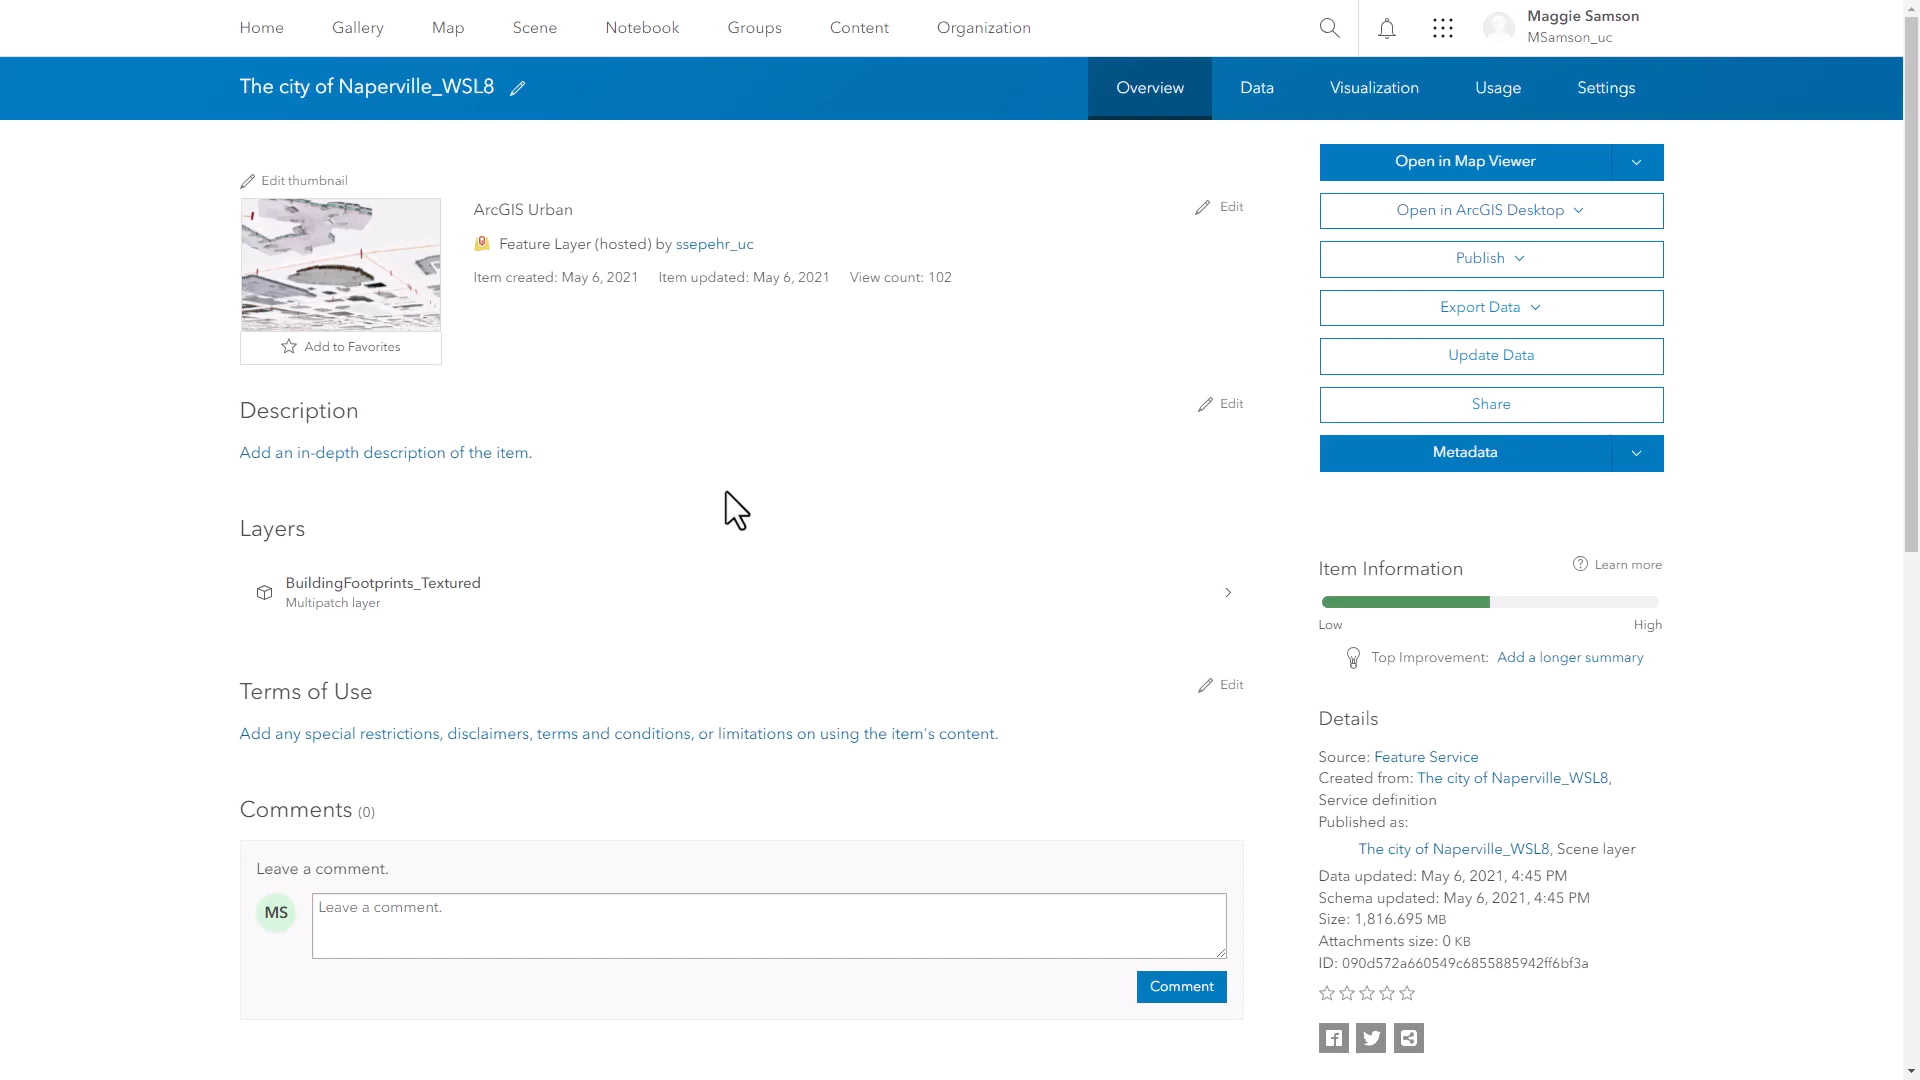 Home Gallery Map Scene Notebook Groups Content Organization
Maggie Samson
MSamson_uc
The city of Naperville_WSL8
Overview Data Visualization Usage Settings
Edit thumbnail
Add to Favorites
ArcGIS Urban
Edit
Feature Layer (hosted) by ssepehr_uc
Item created: May 6, 2021 Item updated: May 6, 2021 View count: 102
Description
Edit
Add an in-depth description of the item.
Layers
BuildingFootprints_Textured
Multipatch layer
Terms of Use
Edit
Add any special restrictions, disclaimers, terms and conditions, or limitations on using the item's content.
Comments (0)
Leave a comment.
MS
Leave a comment.
Comment
Open in Map Viewer
Open in ArcGIS Desktop
Publish
Export Data
Update Data
Share
Metadata
Item Information
Learn more
Low High
Top Improvement: Add a longer summary
Details
Source: Feature Service
Created from: The city of Naperville_WSL8,
Service definition
Published as:
The city of Naperville_WSL8, Scene layer
Data updated: May 6, 2021, 4:45 PM
Schema updated: May 6, 2021, 4:45 PM
Size: 1,816.695 MB
Attachments size: 0 KB
ID: 090d572a660549c6855885942ff6bf3a